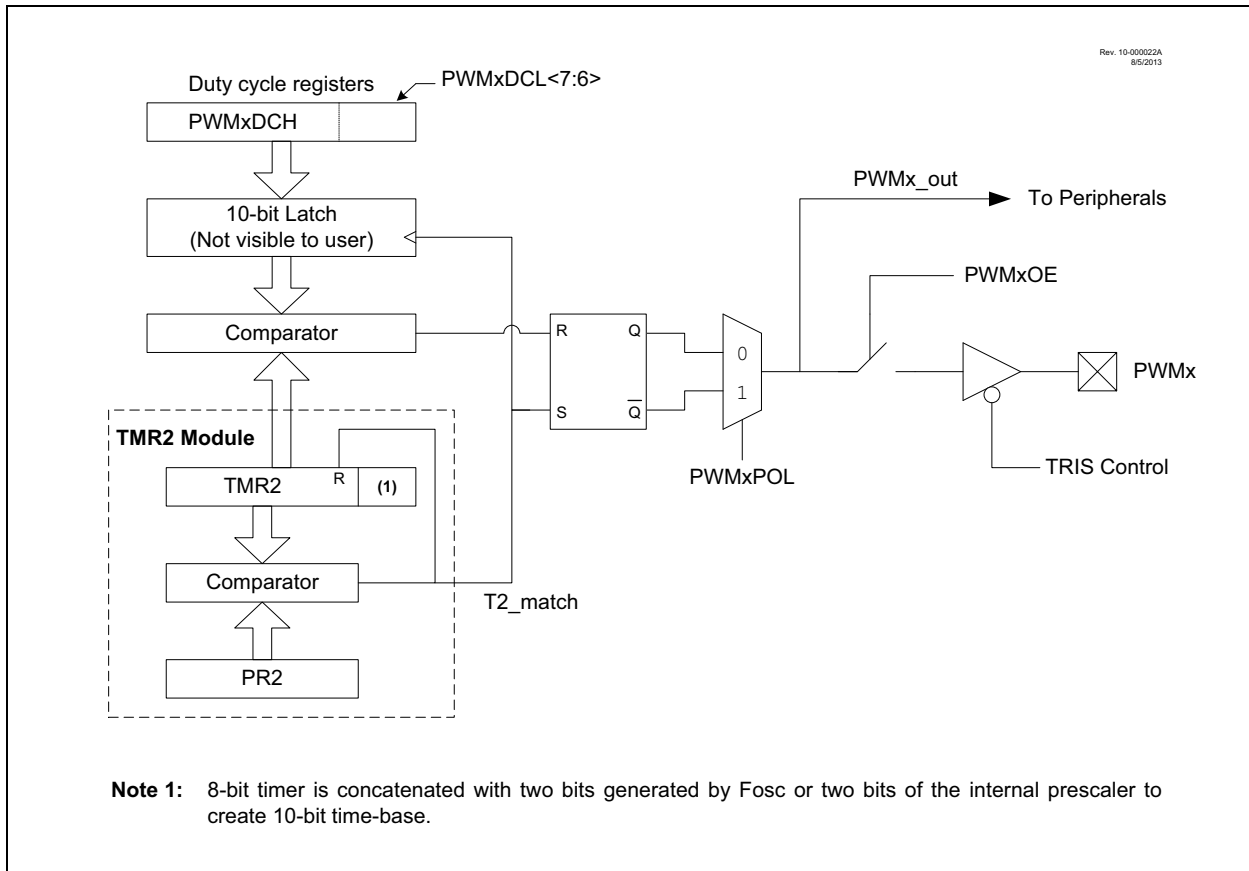 Rev. 10-000022A
8/5/2013
Duty cycle registers
PWMxDCL<7:6>
PWMxDCH
10-bit Latch
(Not visible to user)
Comparator
PWMx_out
To Peripherals
PWMxOE
R
Q
S
Q̅
0
1
PWMxPOL
PWMx
TRIS Control
TMR2 Module
R
TMR2
(1)
Comparator
T2_match
PR2
Note 1: 8-bit timer is concatenated with two bits generated by Fosc or two bits of the internal prescaler to
create 10-bit time-base.